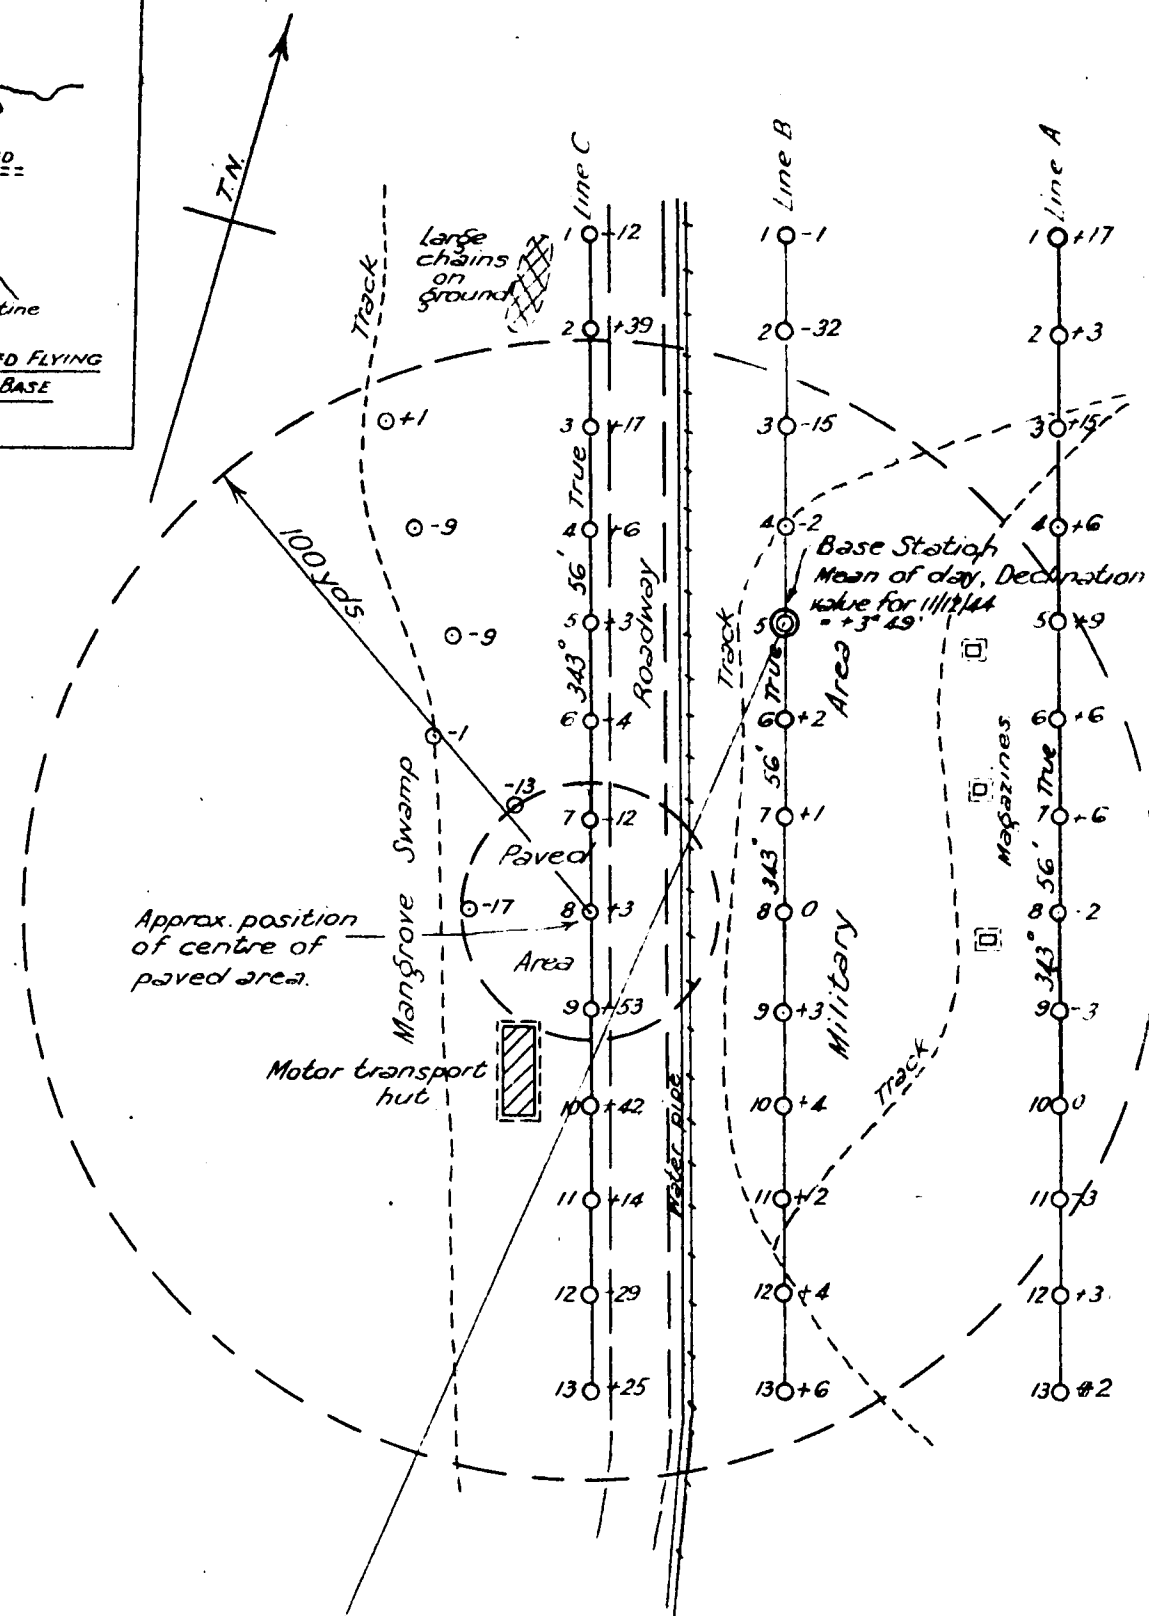 D
tine
D FLYING
BASE
T.N.
Line C
Line B
Line A
Large
chains
on
ground
Track
1 -12
2 +39
3 +17
4 +6
5 +3
6 +4
7 -12
8 +3
9 +53
10 +42
11 +14
12 +29
13 +25
343° 56' True
1 -1
2 -32
3 -15
4 -2
5
6 +2
7 +1
8 0
9 +3
10 +4
11 +2
12 +4
13 +6
343° 56' True
1 +17
2 +3
3 +15
4 +6
5 +9
6 +6
7 +6
8 -2
9 -3
10 0
11 -3
12 +3
13
343° 56' True
+1
-9
-9
-1
-13
-17
100 yds.
Base Station
Mean of day, Declination
value for 11/12/44
= +3° 49'
Roadway
Track
Military Area
Magazines
Track
Mangrove Swamp
Paved
Area
Approx. position
of centre of
paved area.
Motor transport
hut
Water pipe